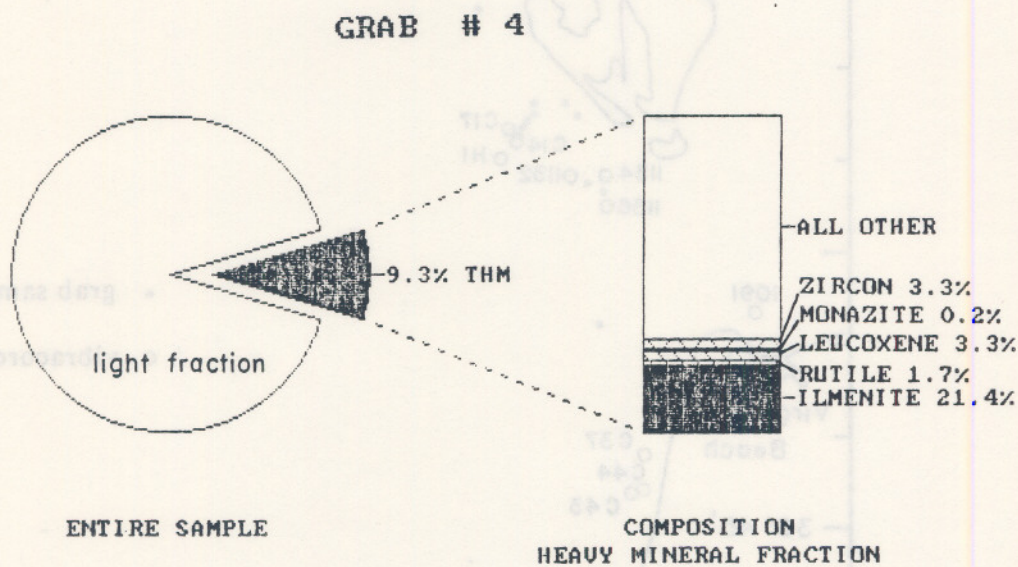 GRAB # 4
ALL OTHER
9.3% THM
ZIRCON 3.3%
MONAZITE 0.2%
LEUCOXENE 3.3%
light fraction
RUTILE 1.7%
ILMENITE 21.4%
ENTIRE SAMPLE
COMPOSITION
HEAVY MINERAL FRACTION